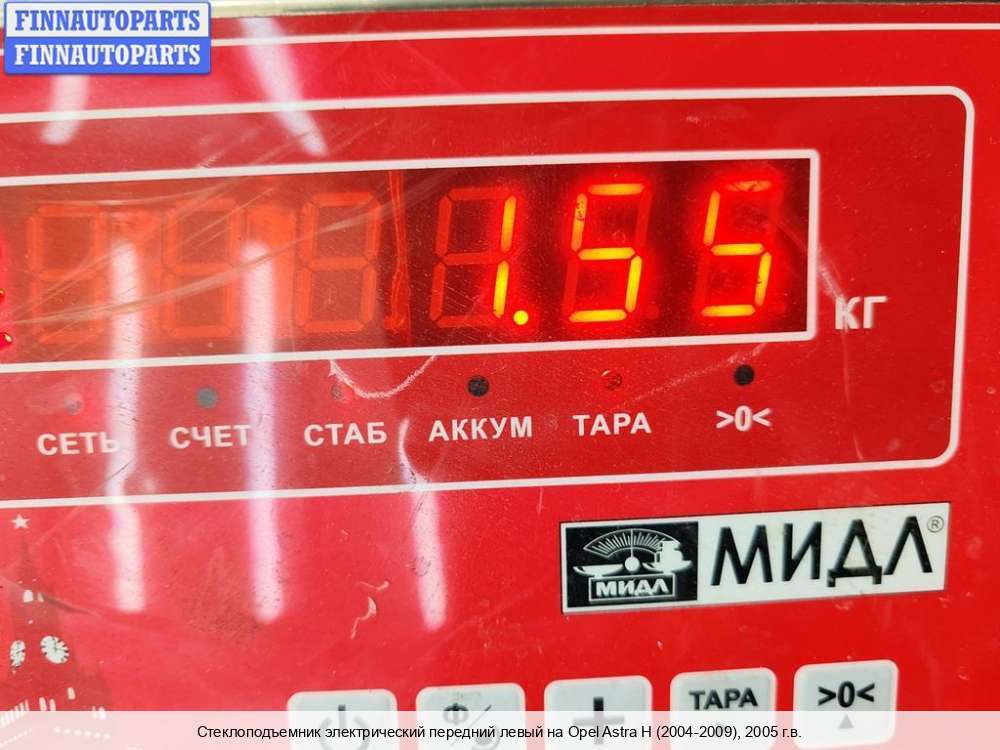 FINNAUTOPARTS
FINNAUTOPARTS
1.55
КГ
СЕТЬ СЧЕТ СТАБ АККУМ ТАРА >0<
МИДЛ МИДЛ®
ТАРА >0<
Стеклоподъемник электрический передний левый на Opel Astra H (2004-2009), 2005 г.в.